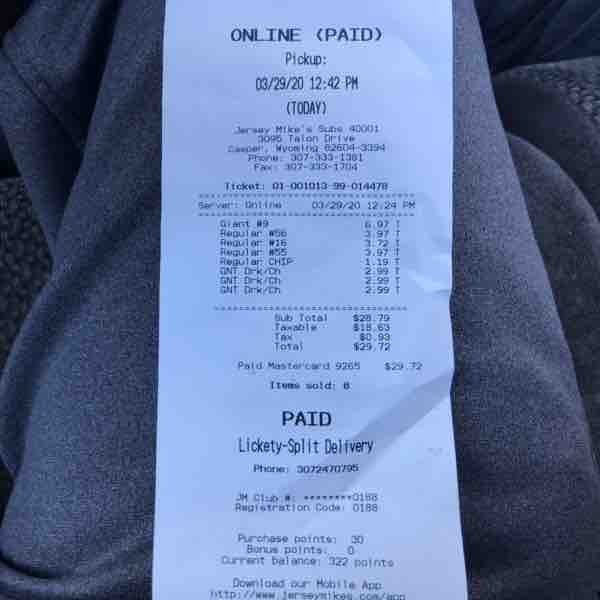 ONLINE (PAID)
Pickup:
03/29/20 12:42 PM
(TODAY)
Jersey Mike's Subs 40001
3095 Talon Drive
Casper, Wyoming 82604-3394
Phone: 307-333-1381
Fax: 307-333-1704
Ticket: 01-001013-99-014478
Server: Online 03/29/20 12:24 PM
Giant #9 6.97 T
Regular #56 3.97 T
Regular #16 3.72 T
Regular #55 3.97 T
Regular CHIP 1.19 T
GNT Drk/Ch 2.99 T
GNT Drk/Ch 2.99 T
GNT Drk/Ch 2.99 T
Sub Total $28.79
Taxable $18.63
Tax $0.93
Total $29.72
Paid Mastercard 9265 $29.72
Items sold: 8
PAID
Lickety-Split Delivery
Phone: 3072470795
JM Club #: ********0188
Registration Code: 0188
Purchase points: 30
Bonus points: 0
Current balance: 322 points
Download our Mobile App
http://www.jerseymikes.com/app